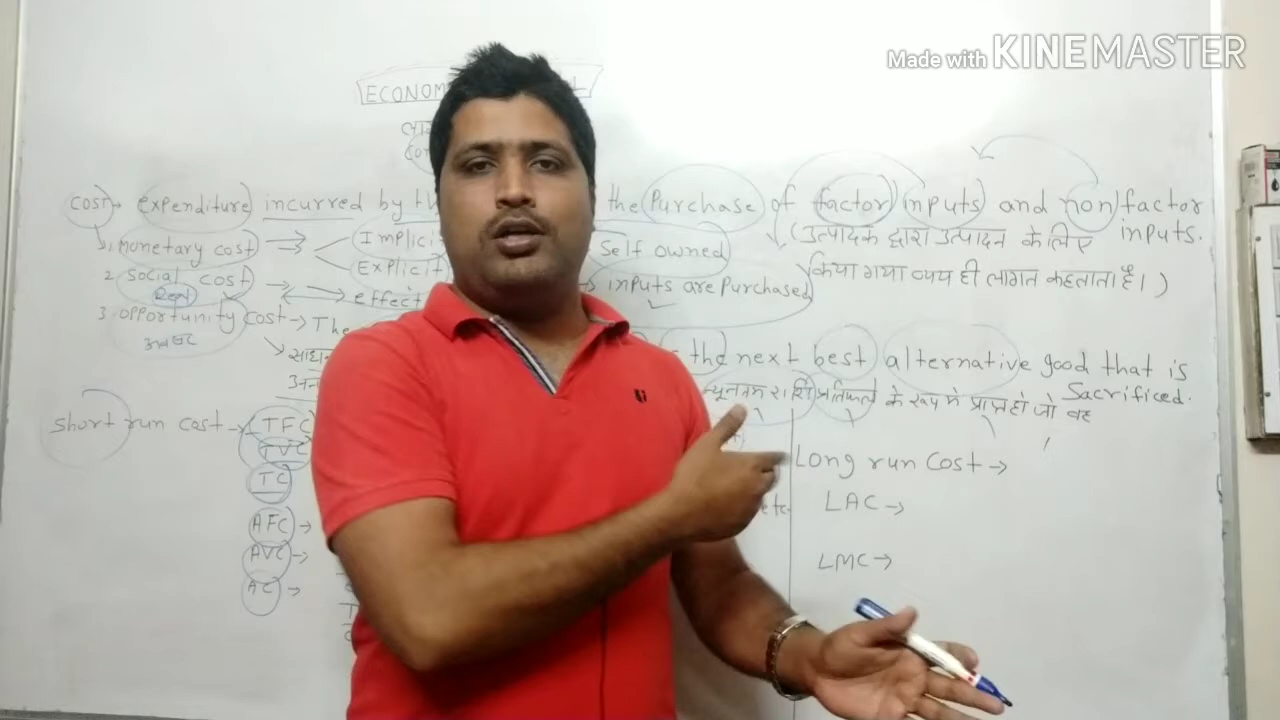 Made with KINEMASTER
ECONOM
Cost → Expenditure incurred by the Purchase of factor inputs and non factor inputs.
(उत्पादक द्वारा उत्पादन के लिए
किया गया व्यय ही लागत कहलाता है।)
1. Monetary cost Implici Self owned
Explicit → inputs are Purchased
2. Social cost → effect
Real
3. opportunity cost → The the next best alternative good that is Sacrificed.
अवसर
साधन राशि प्रतिफल के रूप मे प्राप्त हो जो वह
Short run cost → TFC
TVC
TC
AFC →
AVC →
AC →
etc.
Long run Cost →
LAC →
LMC →